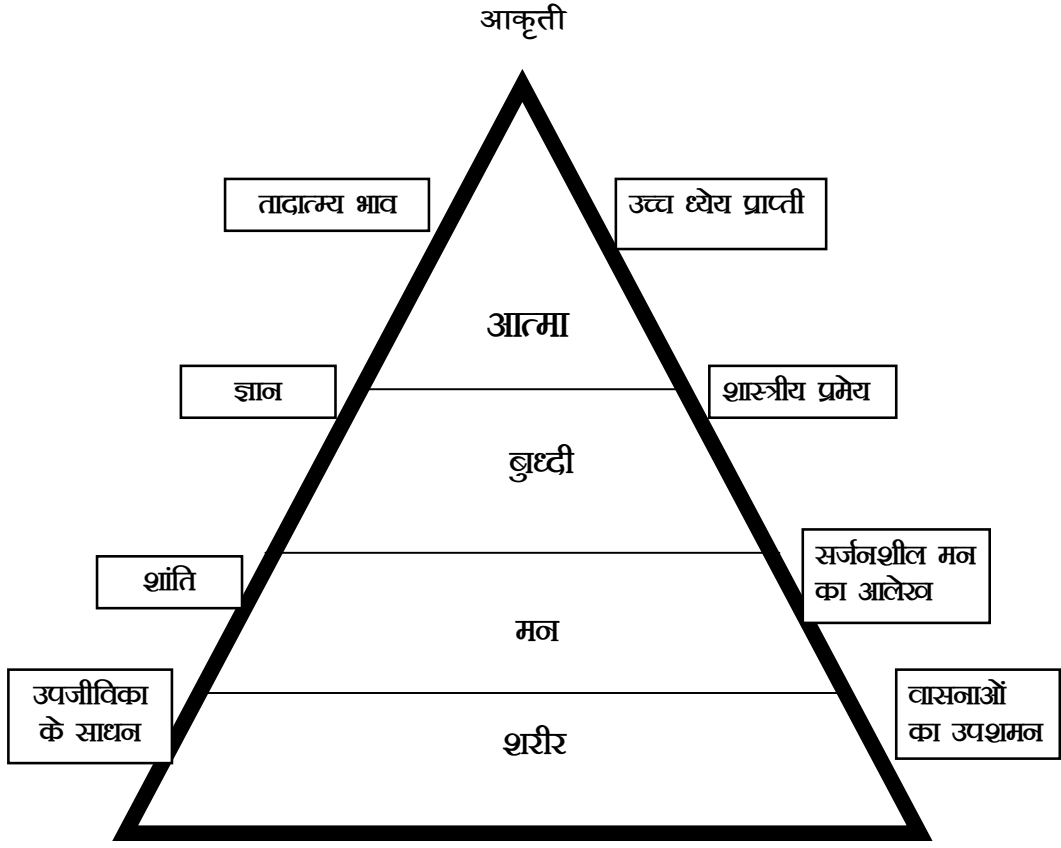 आकृती
तादात्म्य भाव
उच्च ध्येय प्राप्ती
आत्मा
ज्ञान
शास्त्रीय प्रमेय
बुध्दी
शांति
सर्जनशील मन
का आलेख
मन
उपजीविका
के साधन
वासनाओं
का उपशमन
शरीर